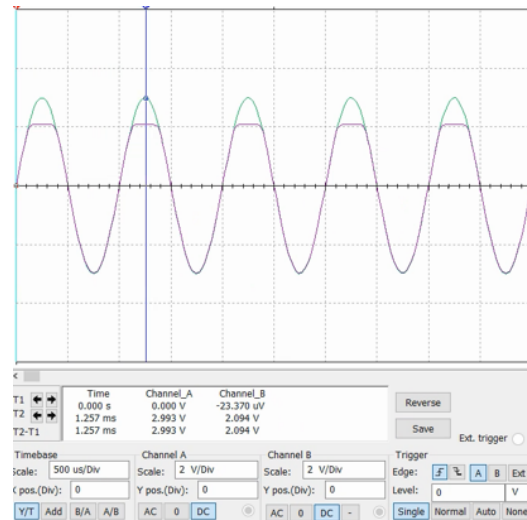 Time Channel_A Channel_B
T1 0.000 s 0.000 V -23.370 uV
T2 1.257 ms 2.993 V 2.094 V
T2-T1 1.257 ms 2.993 V 2.094 V
Reverse
Save
Ext. trigger
Timebase
Scale: 500 us/Div
X pos.(Div): 0
Y/T Add B/A A/B
Channel A
Scale: 2 V/Div
Y pos.(Div): 0
AC 0 DC
Channel B
Scale: 2 V/Div
Y pos.(Div): 0
AC 0 DC -
Trigger
Edge: A B Ext
Level: 0 V
Single Normal Auto None